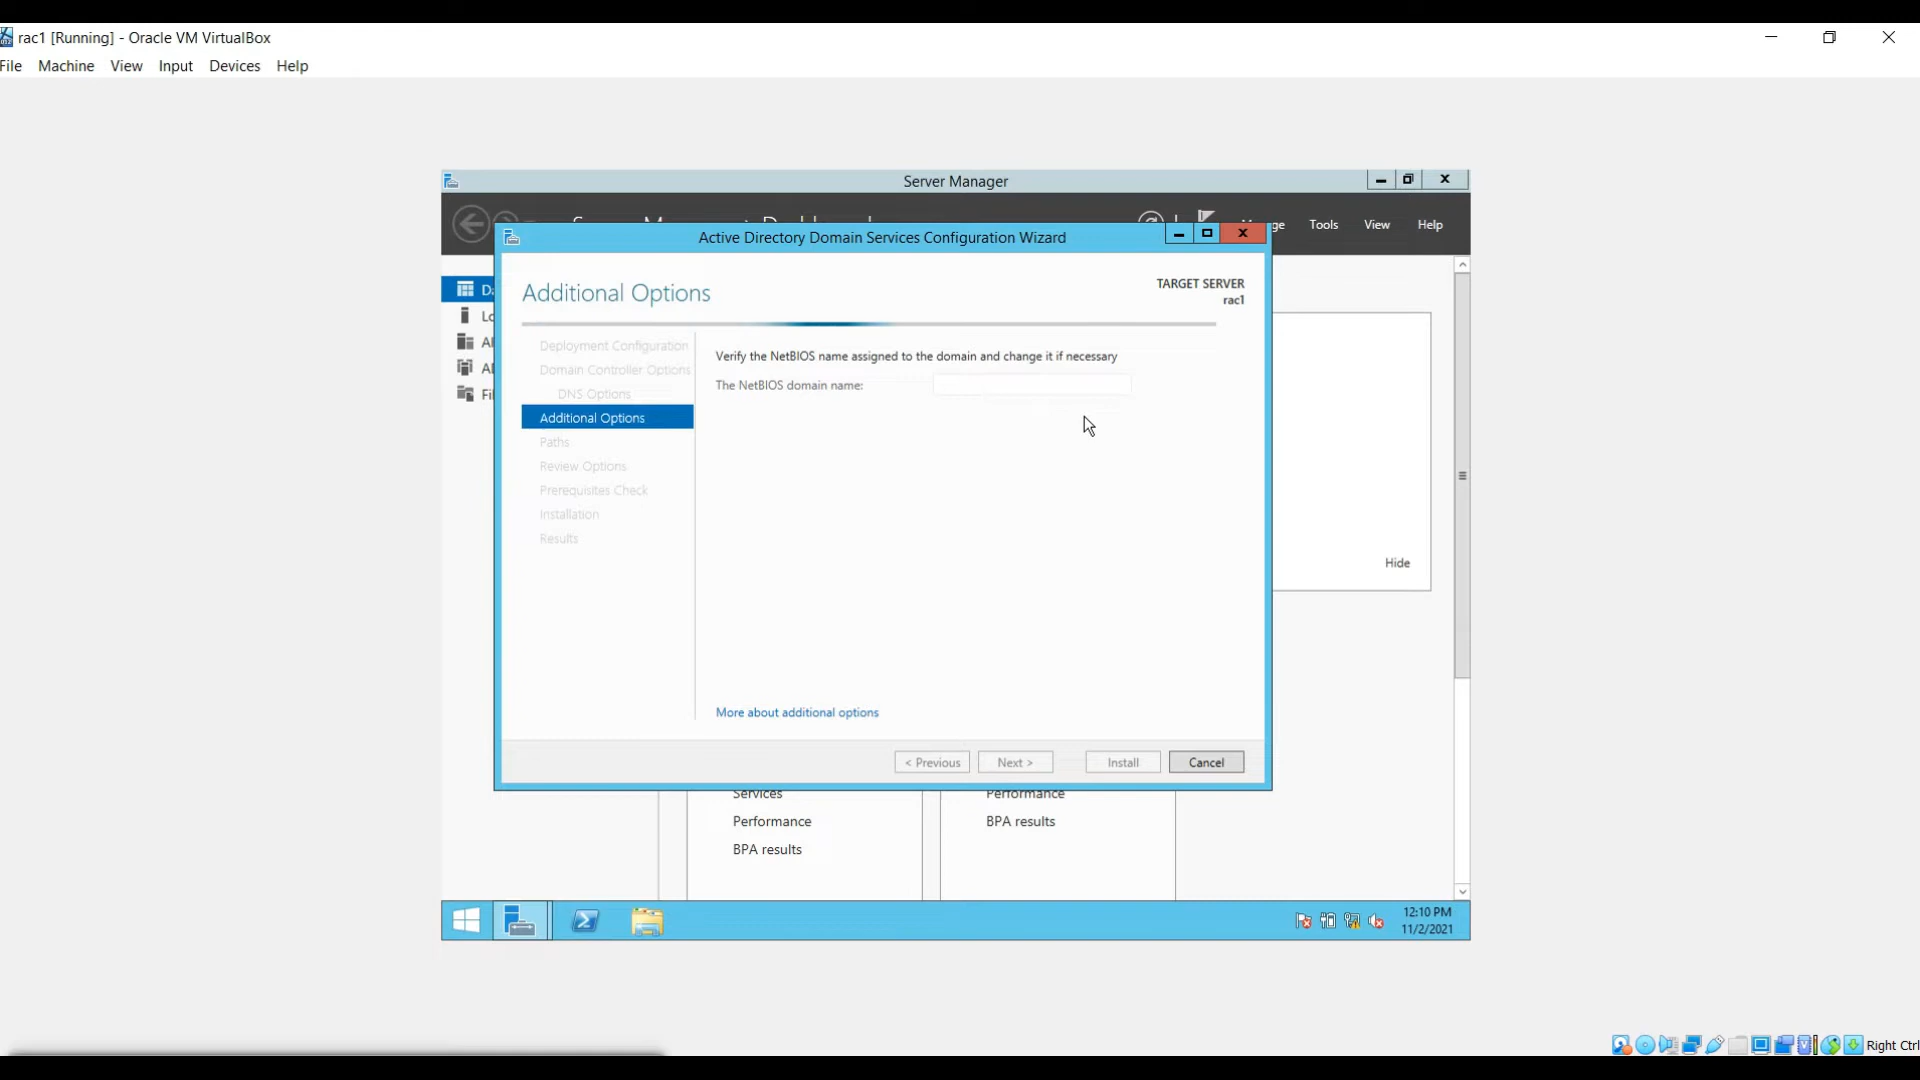 rac1 [Running] - Oracle VM VirtualBox
File Machine View Input Devices Help
Server Manager
Tools View Help
Active Directory Domain Services Configuration Wizard
Additional Options
TARGET SERVER
rac1
Deployment Configuration
Domain Controller Options
DNS Options
Additional Options
Paths
Review Options
Prerequisites Check
Installation
Results
Verify the NetBIOS name assigned to the domain and change it if necessary
The NetBIOS domain name:
More about additional options
< Previous Next > Install Cancel
Hide
Services
Performance
BPA results
Performance
BPA results
12:10 PM
11/2/2021
Right Ctrl